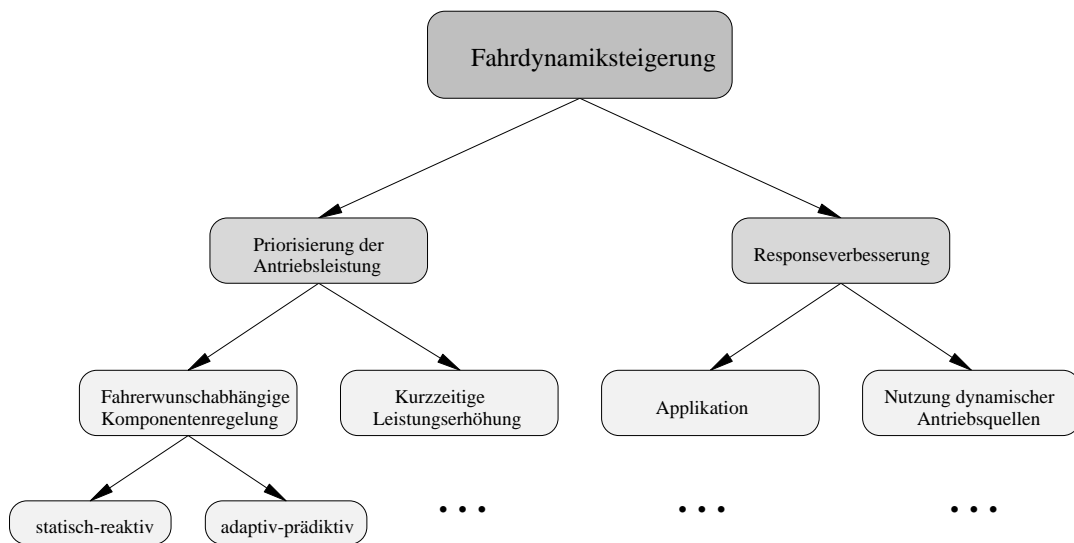 Fahrdynamiksteigerung
Priorisierung der
Antriebsleistung
Responseverbesserung
Fahrerwunschabhängige
Komponentenregelung
Kurzzeitige
Leistungserhöhung
Applikation
Nutzung dynamischer
Antriebsquellen
statisch-reaktiv
adaptiv-prädiktiv
...
...
...